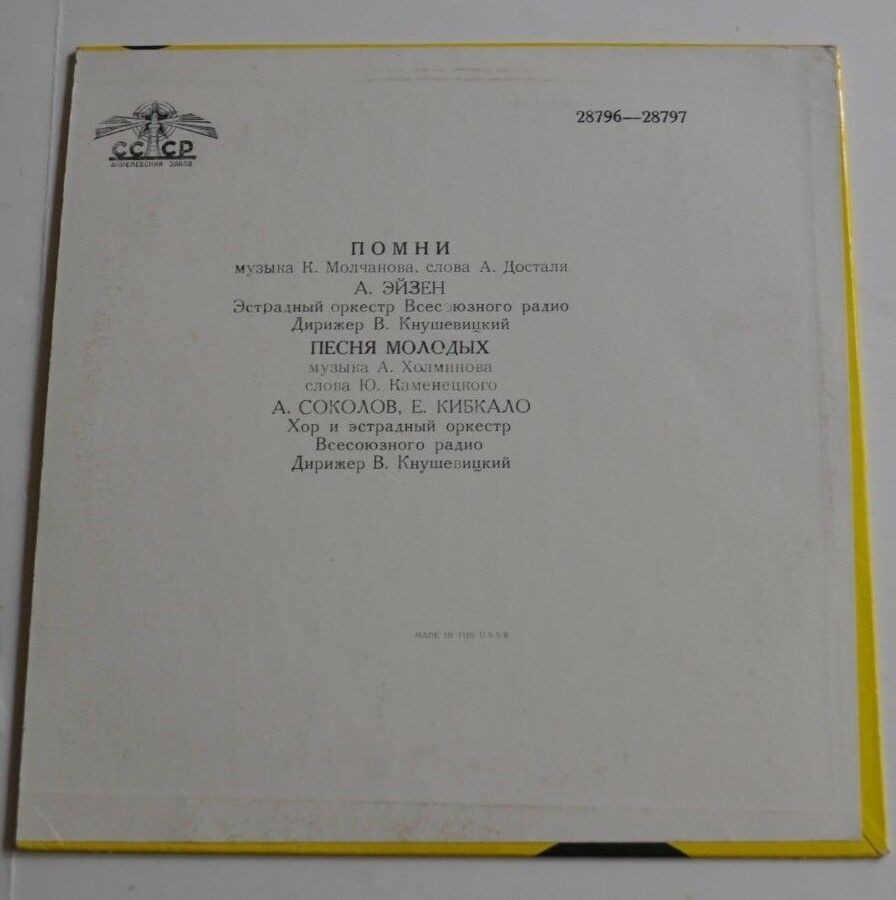 СССР
АПРЕЛЕВСКИЙ ЗАВОД
28796—28797
ПОМНИ
музыка К. Молчанова, слова А. Досталя
А. ЭЙЗЕН
Эстрадный оркестр Всесоюзного радио
Дирижер В. Кнушевицкий
ПЕСНЯ МОЛОДЫХ
музыка А. Холминова
слова Ю. Каменецкого
А. СОКОЛОВ, Е. КИБКАЛО
Хор и эстрадный оркестр
Всесоюзного радио
Дирижер В. Кнушевицкий
MADE IN THE U.S.S.R